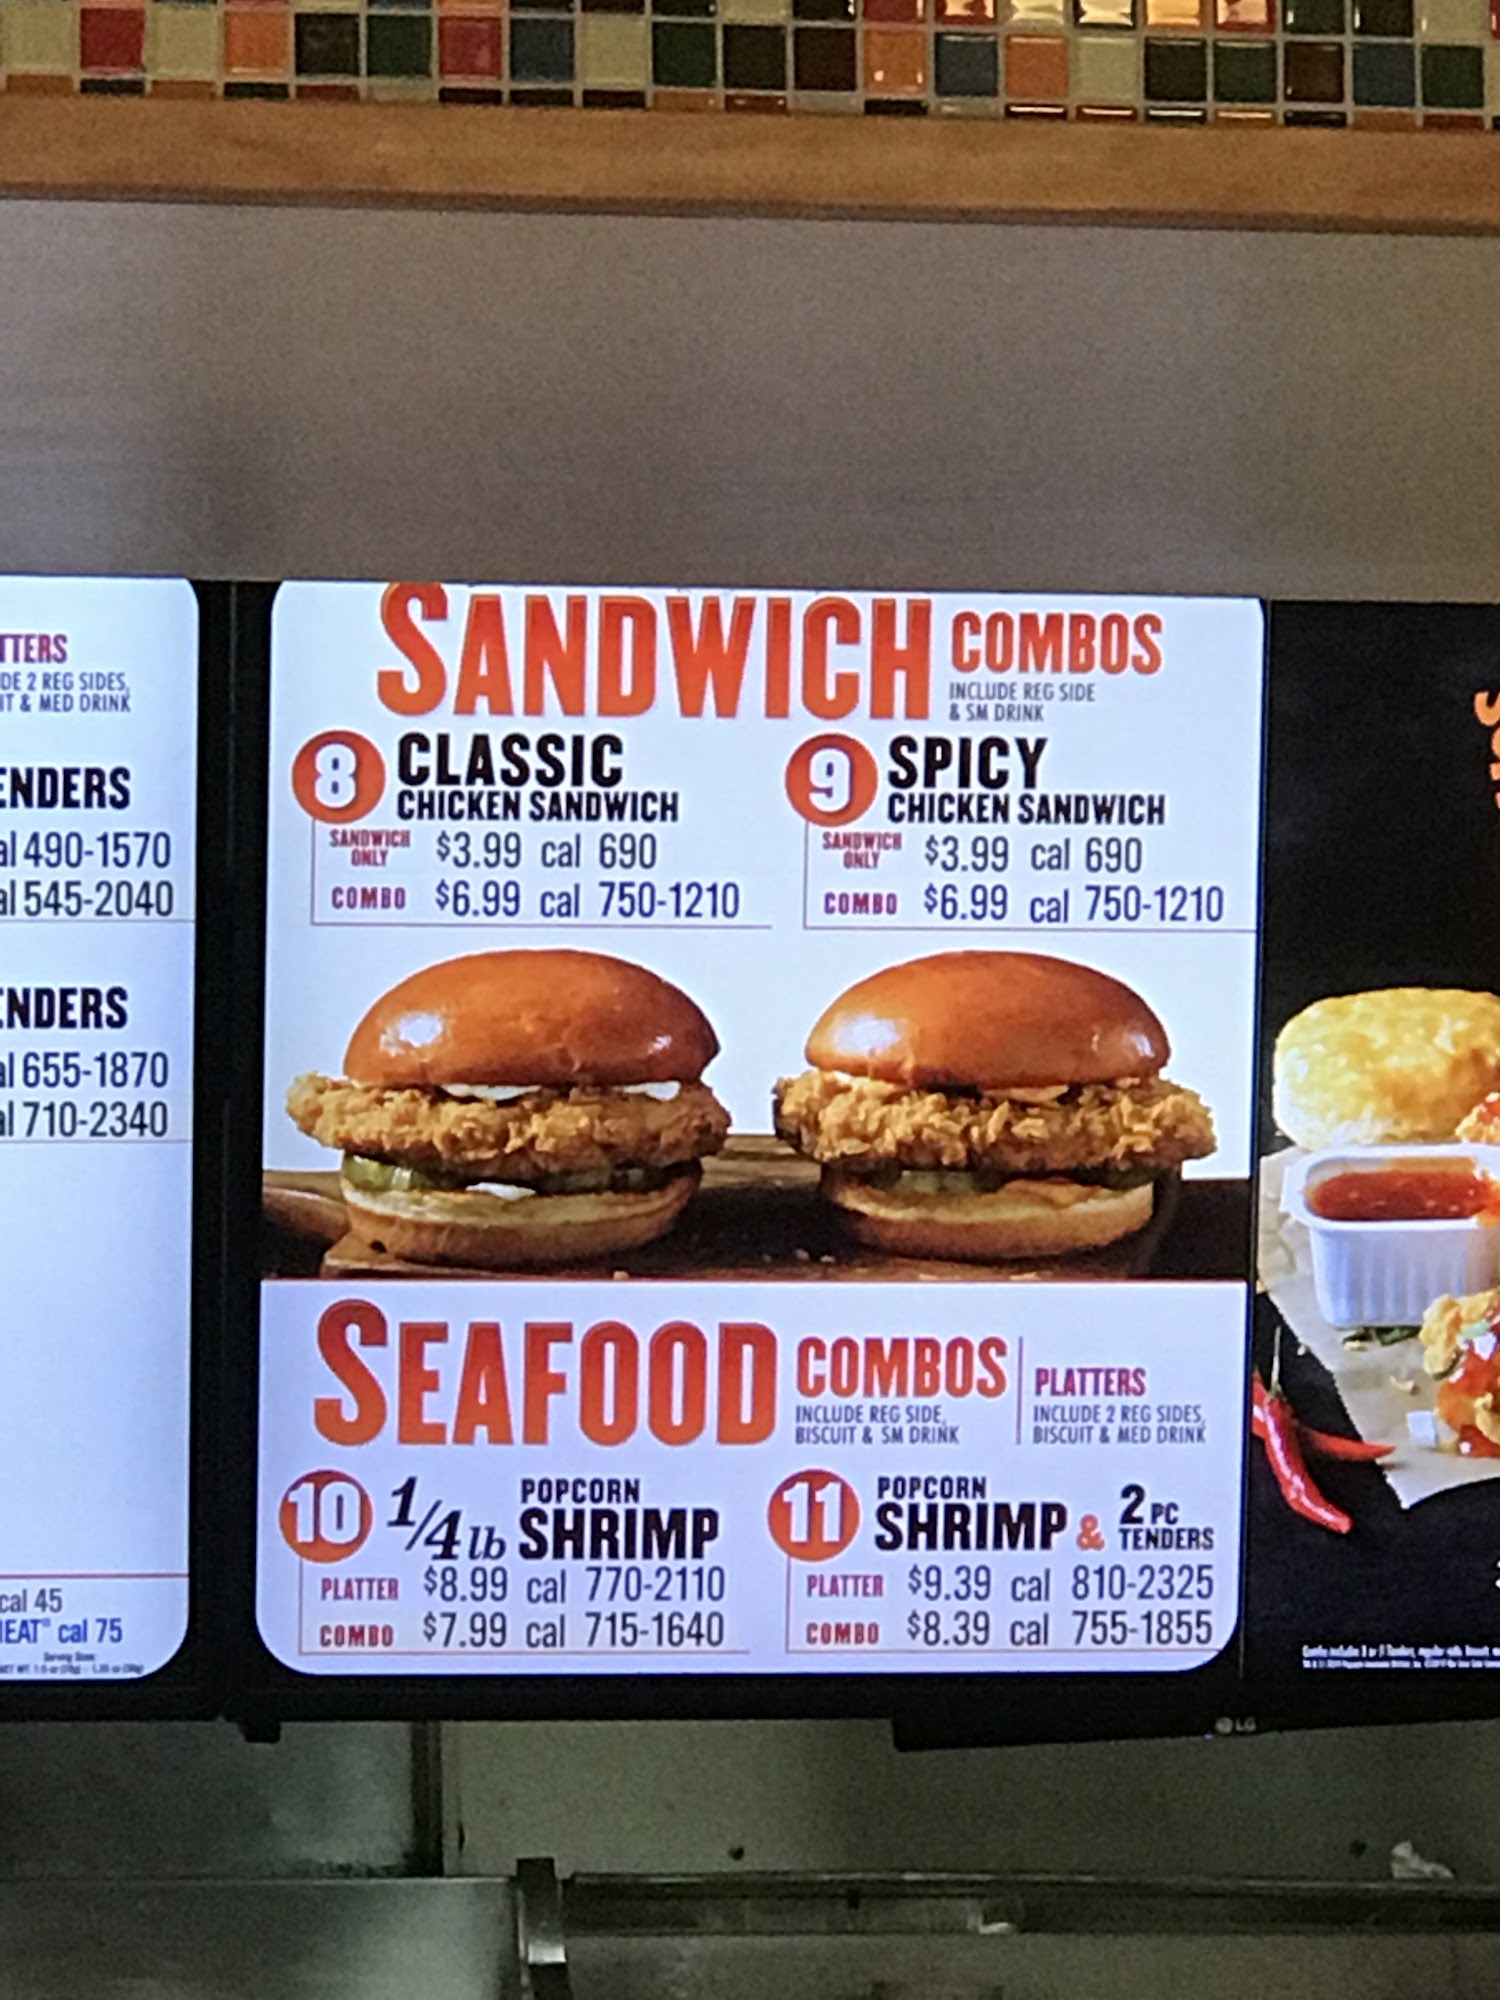 TTERS
DE 2 REG SIDES,
IT & MED DRINK
ENDERS
al 490-1570
al 545-2040
ENDERS
al 655-1870
al 710-2340
cal 45
HEAT® cal 75
Serving Size
SANDWICH COMBOS
INCLUDE REG SIDE
& SM DRINK
8 CLASSIC
CHICKEN SANDWICH
SANDWICH ONLY $3.99 cal 690
COMBO $6.99 cal 750-1210
9 SPICY
CHICKEN SANDWICH
SANDWICH ONLY $3.99 cal 690
COMBO $6.99 cal 750-1210
SEAFOOD COMBOS
INCLUDE REG SIDE,
BISCUIT & SM DRINK
PLATTERS
INCLUDE 2 REG SIDES,
BISCUIT & MED DRINK
10 1/4 lb POPCORN
SHRIMP
PLATTER $8.99 cal 770-2110
COMBO $7.99 cal 715-1640
11 POPCORN
SHRIMP & 2 PC
TENDERS
PLATTER $9.39 cal 810-2325
COMBO $8.39 cal 755-1855
LG